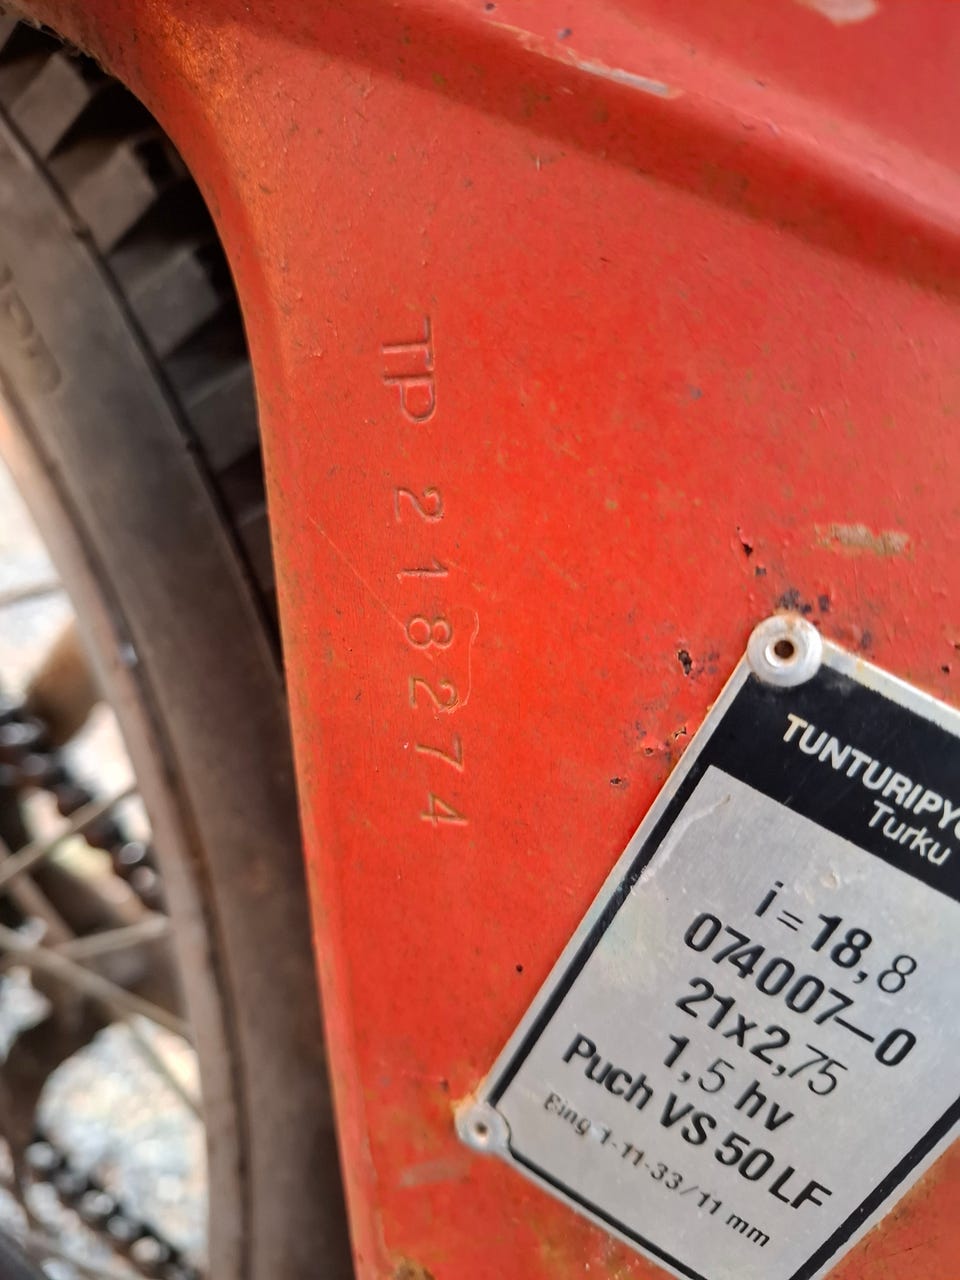 TP 218274
TUNTURIPY
Turku
i=18,8
074007-0
21x2,75
1,5 hv
Puch VS 50 LF
Eing 1-11-33/11 mm